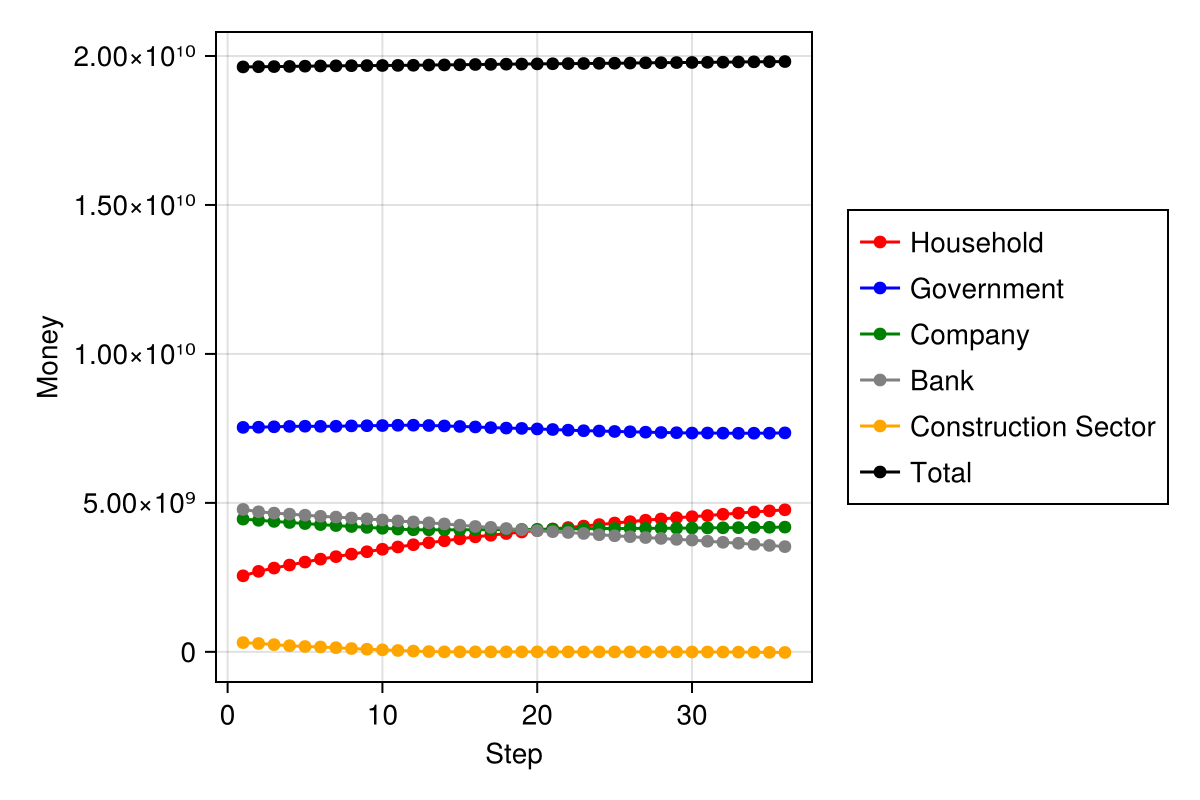 2.00×10¹⁰
1.50×10¹⁰
1.00×10¹⁰
5.00×10⁹
0
Money
0 10 20 30
Step
Household
Government
Company
Bank
Construction Sector
Total